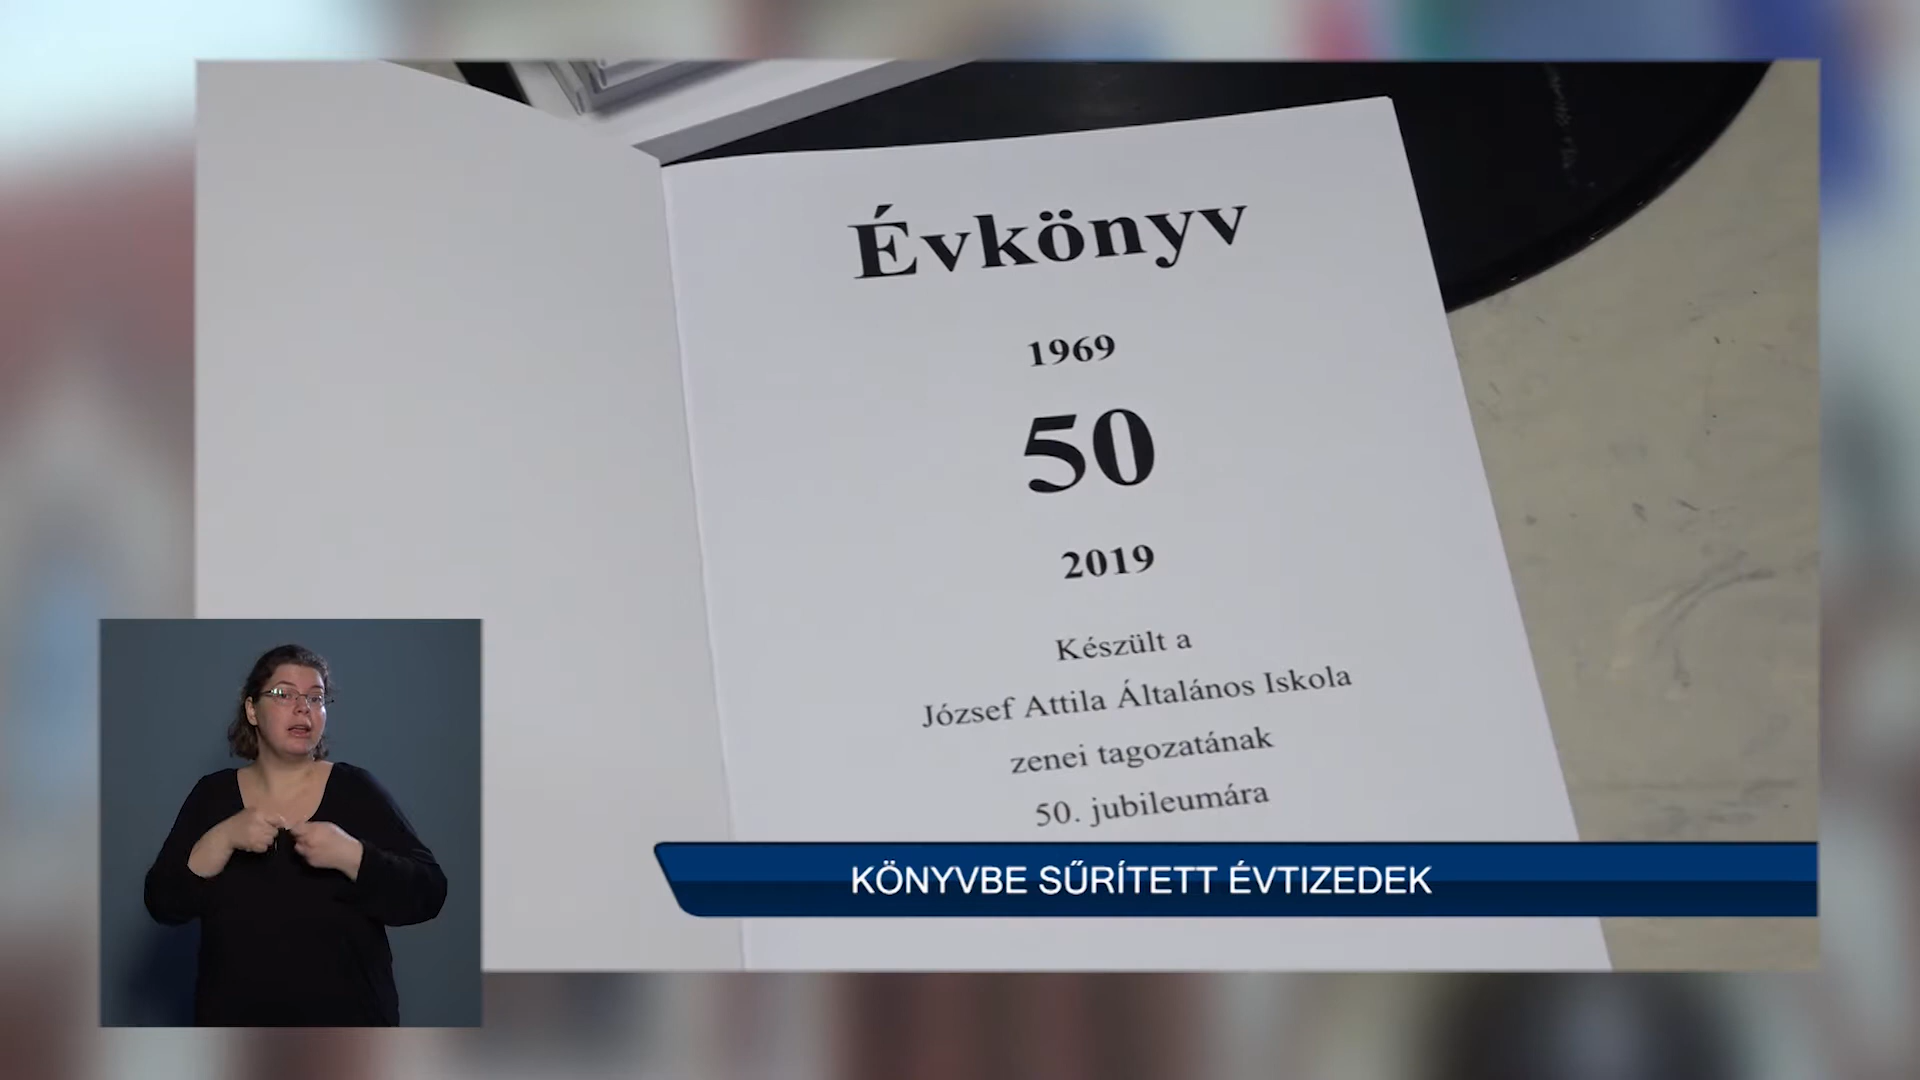 Évkönyv
1969
50
2019
Készült a
József Attila Általános Iskola
zenei tagozatának
50. jubileumára
KÖNYVBE SŰRÍTETT ÉVTIZEDEK